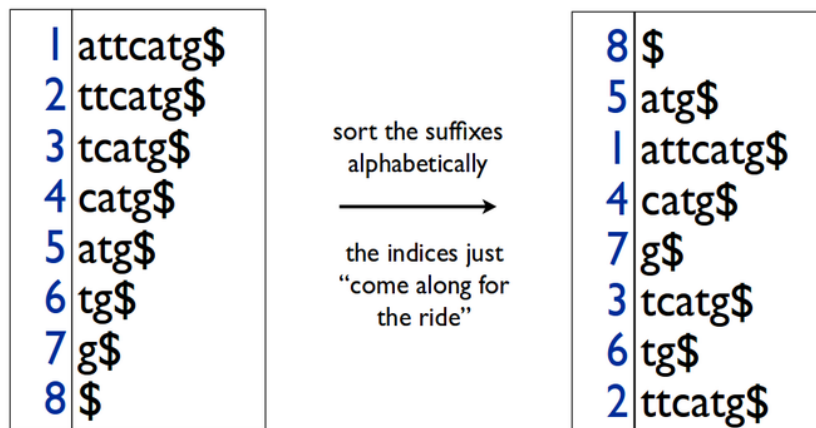 1 attcatg$
2 ttcatg$
3 tcatg$
4 catg$
5 atg$
6 tg$
7 g$
8 $
sort the suffixes
alphabetically
the indices just
“come along for
the ride”
8 $
5 atg$
1 attcatg$
4 catg$
7 g$
3 tcatg$
6 tg$
2 ttcatg$